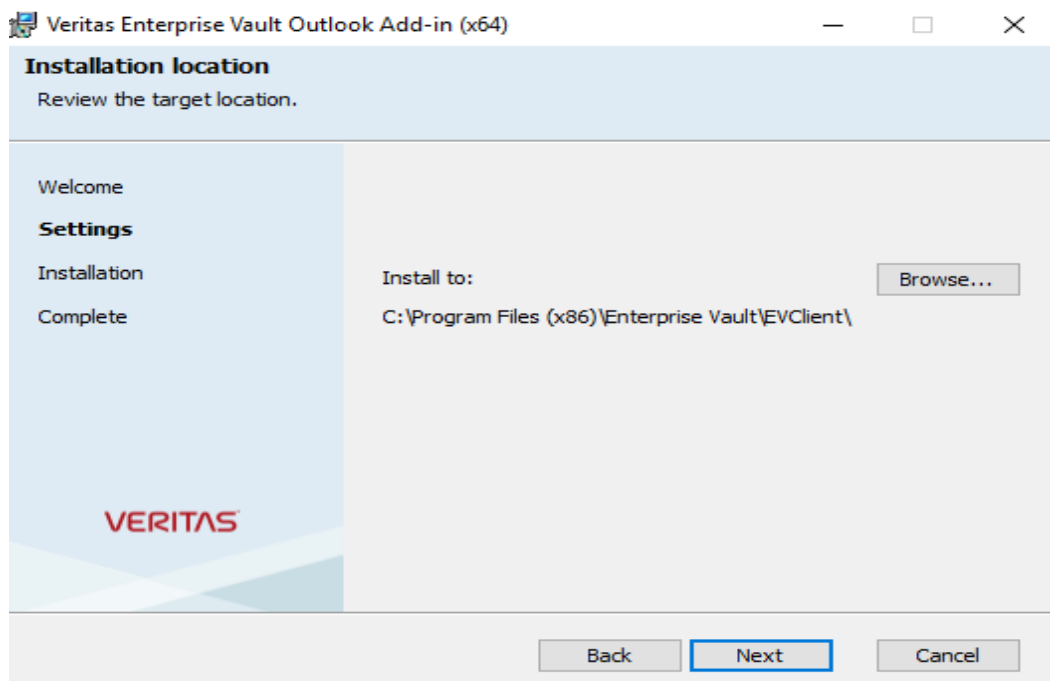 Veritas Enterprise Vault Outlook Add-in (x64)
Installation location
Review the target location.
Welcome
Settings
Installation
Complete
Install to:
Browse...
C:\Program Files (x86)\Enterprise Vault\EVClient\
VERITAS
Back
Next
Cancel